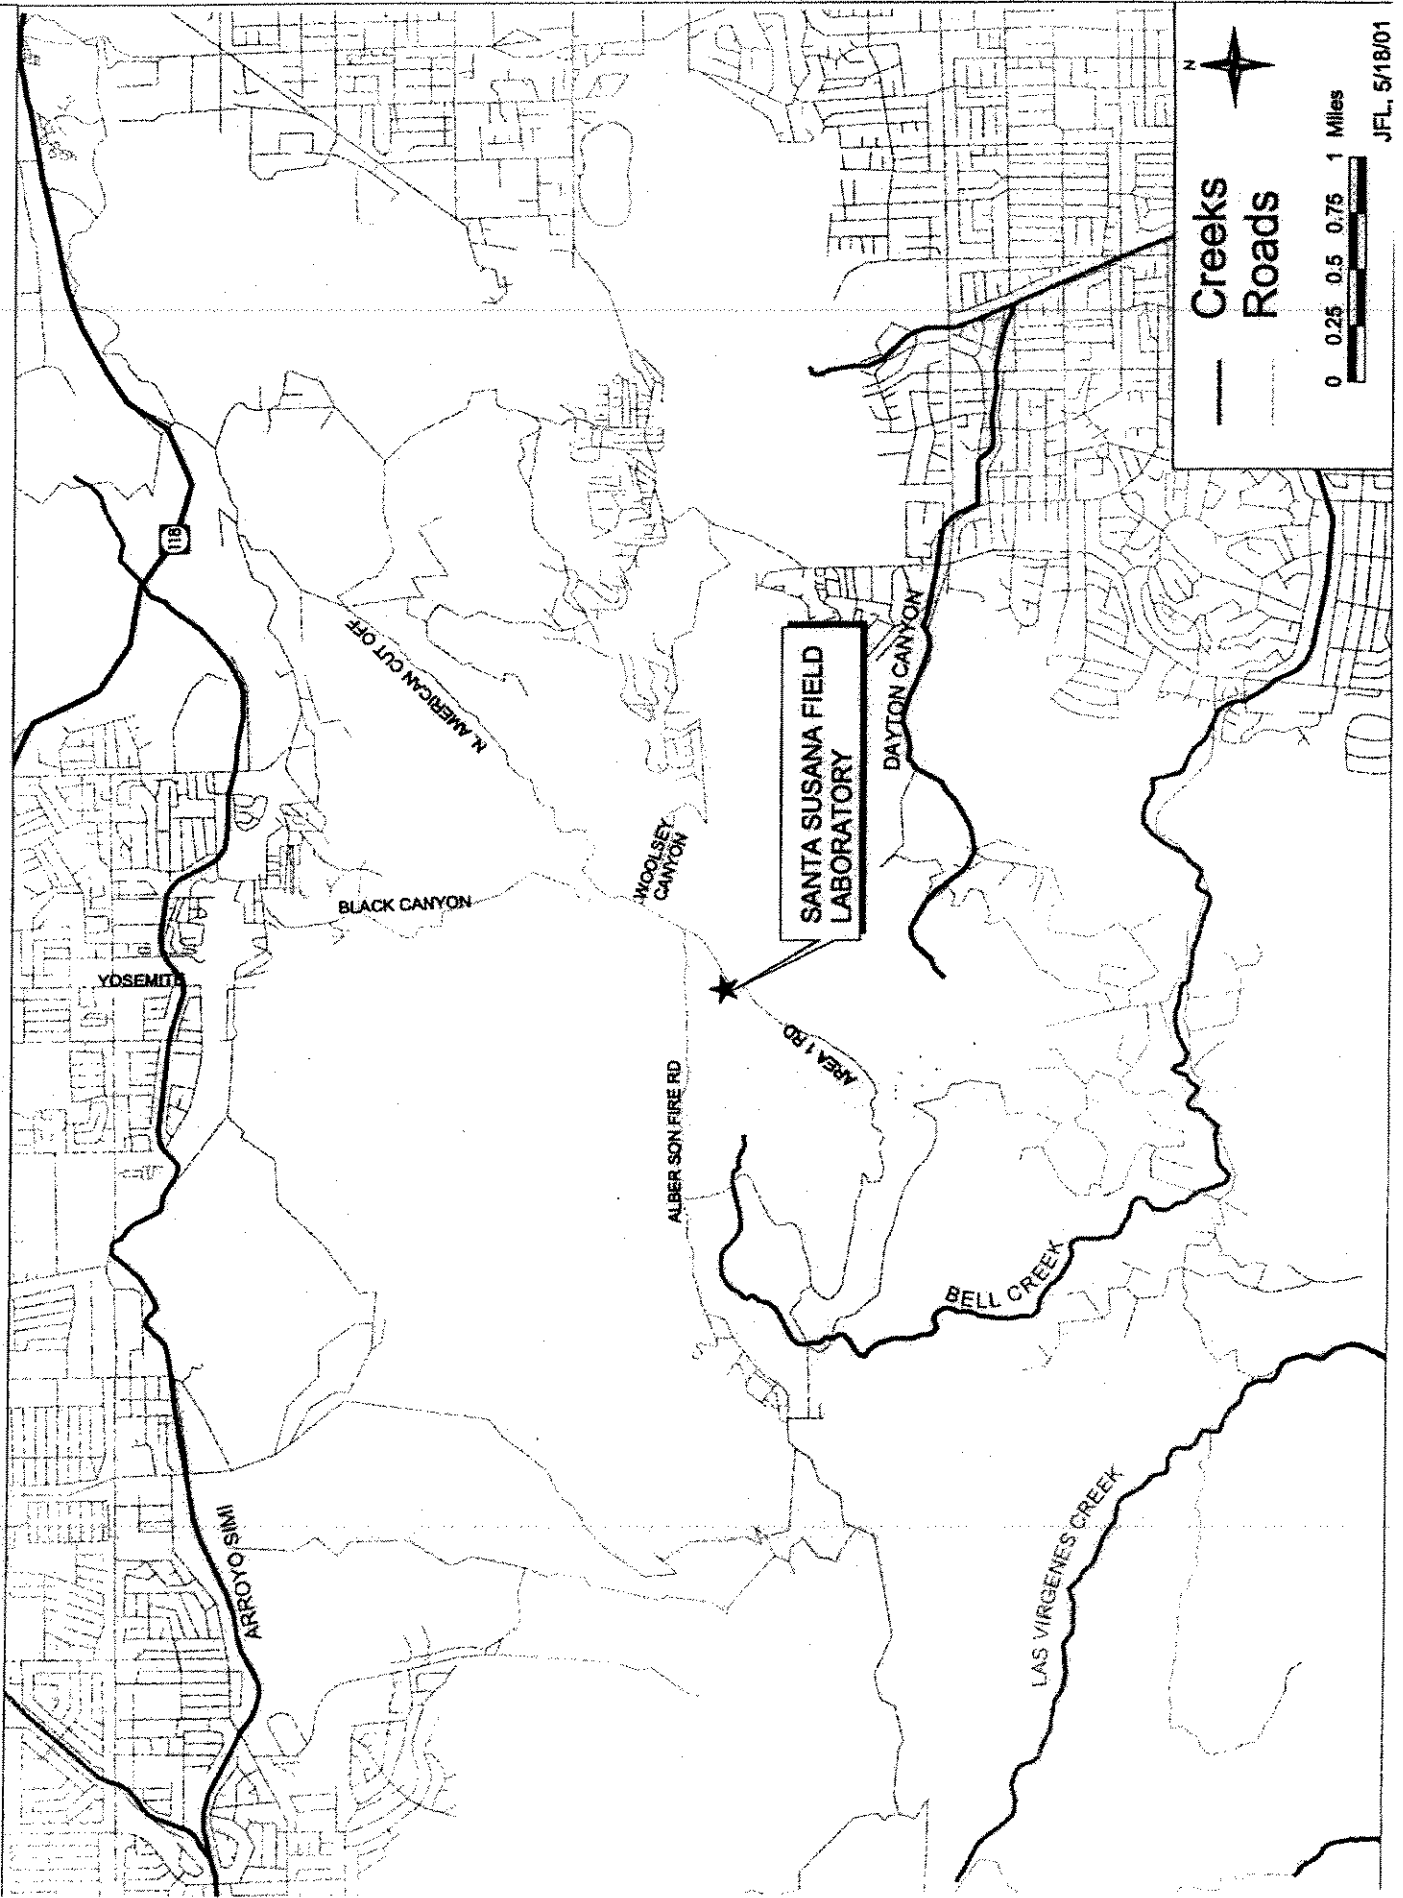 118
N. AMERICAN CUT OFF
BLACK CANYON
YOSEMITE
WOOLSEY
CANYON
SANTA SUSANA FIELD
LABORATORY
DAYTON CANYON
AREA 1 RD
ALBER SON FIRE RD
BELL CREEK
ARROYO SIMI
LAS VIRGENES CREEK
N
Creeks
Roads
0 0.25 0.5 0.75 1 Miles
JFL, 5/18/01